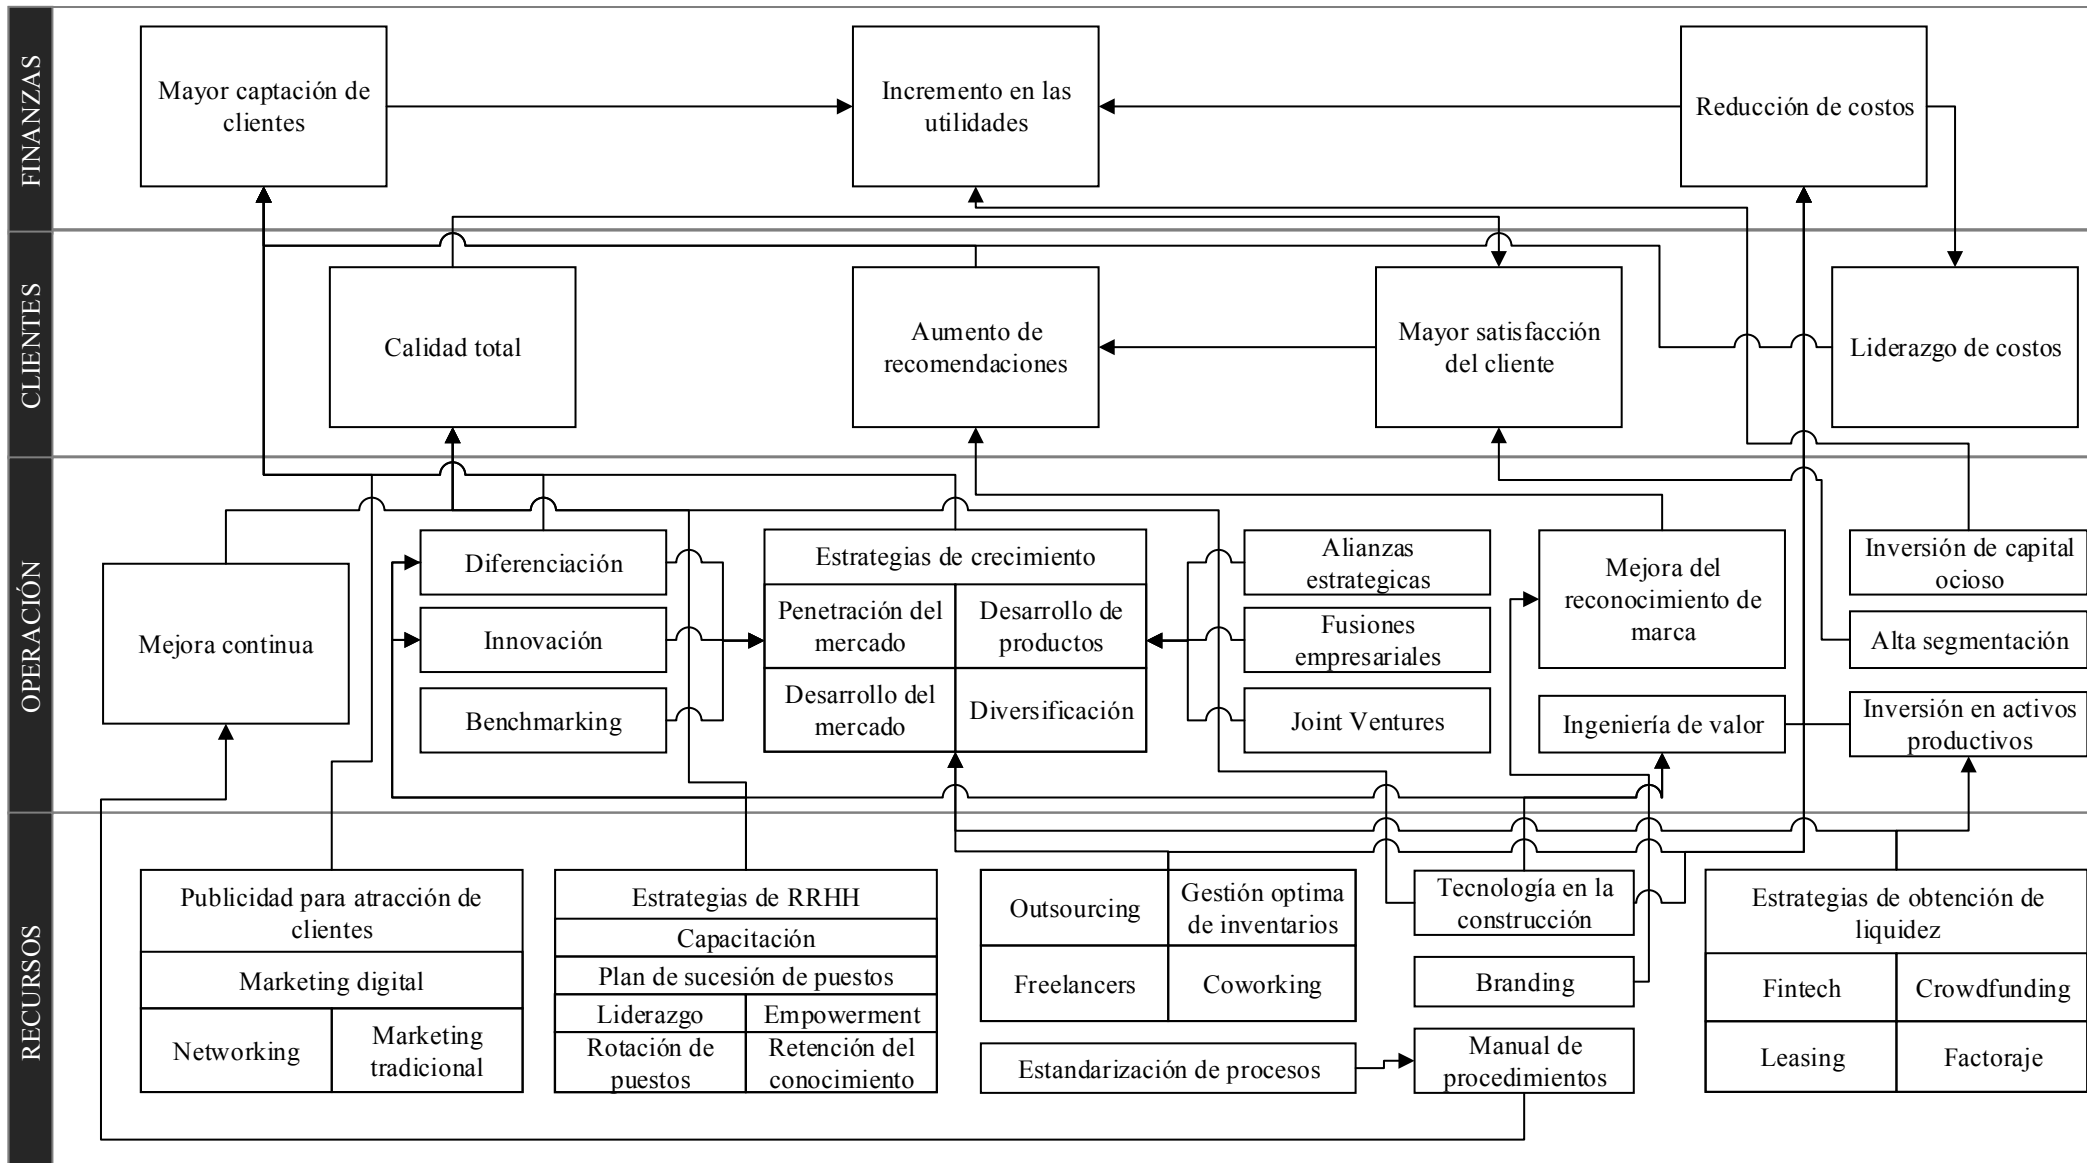 FINANZAS
Mayor captación de
clientes
Incremento en las
utilidades
Reducción de costos
CLIENTES
Calidad total
Aumento de
recomendaciones
Mayor satisfacción
del cliente
Liderazgo de costos
OPERACIÓN
Mejora continua
Diferenciación
Innovación
Benchmarking
Estrategias de crecimiento
Penetración del
mercado
Desarrollo de
productos
Desarrollo del
mercado
Diversificación
Alianzas
estrategicas
Fusiones
empresariales
Joint Ventures
Mejora del
reconocimiento de
marca
Ingeniería de valor
Inversión de capital
ocioso
Alta segmentación
Inversión en activos
productivos
RECURSOS
Publicidad para atracción de
clientes
Marketing digital
Networking
Marketing
tradicional
Estrategias de RRHH
Capacitación
Plan de sucesión de puestos
Liderazgo
Empowerment
Rotación de
puestos
Retención del
conocimiento
Outsourcing
Gestión optima
de inventarios
Freelancers
Coworking
Estandarización de procesos
Tecnología en la
construcción
Branding
Manual de
procedimientos
Estrategias de obtención de
liquidez
Fintech
Crowdfunding
Leasing
Factoraje